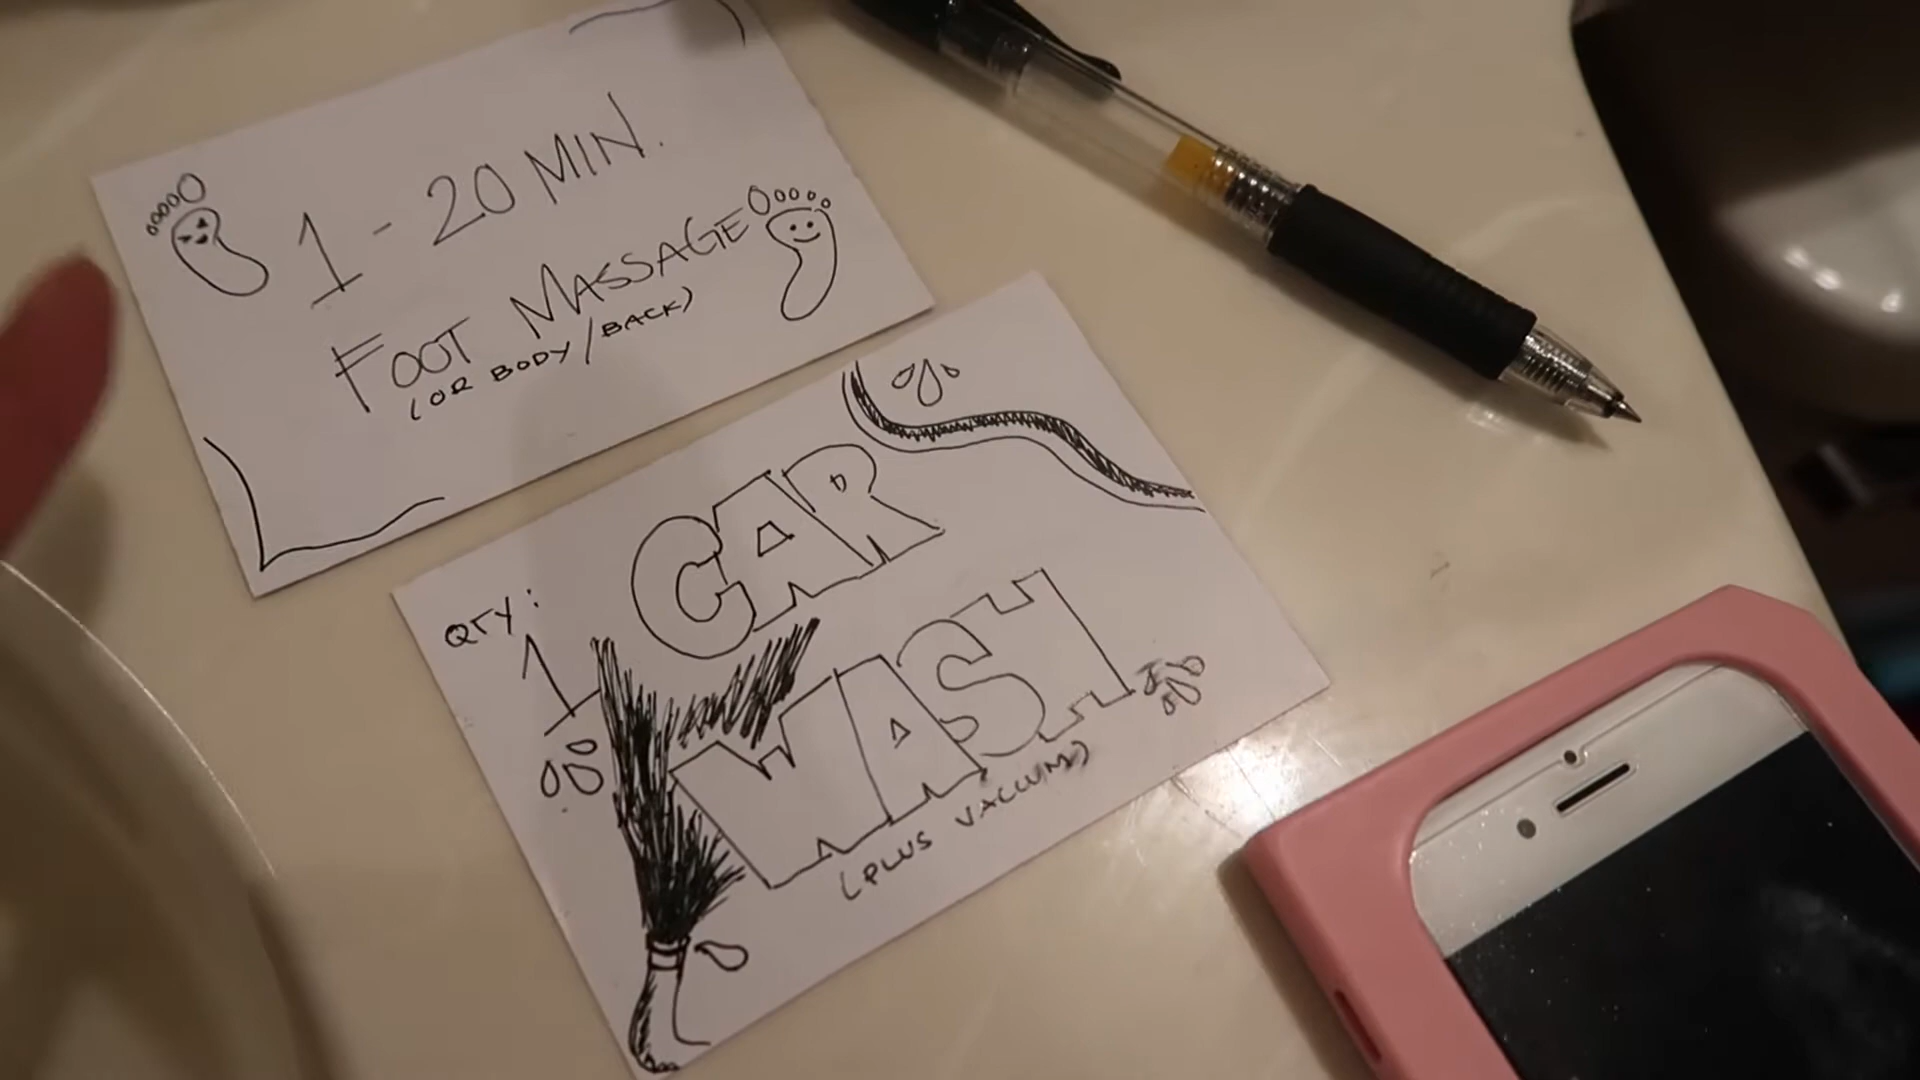 1 - 20 MIN.
FOOT MASSAGE
(OR BODY/BACK)
QTY:
1
CAR
WASH
(PLUS VACUUM)